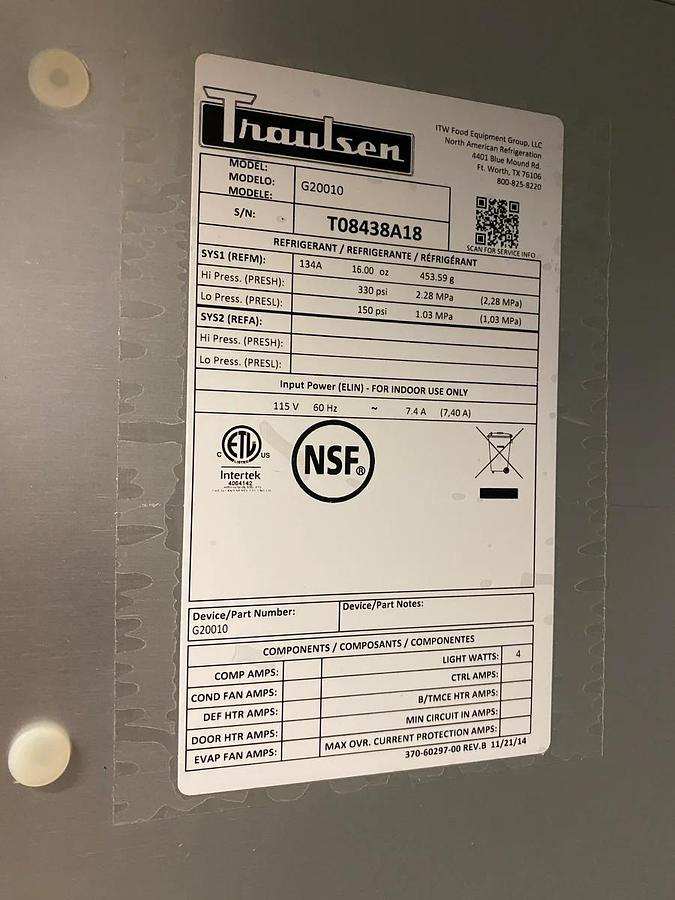 Traulsen
ITW Food Equipment Group, LLC
North American Refrigeration
4401 Blue Mound Rd.
Ft. Worth, TX 76106
800-825-8220
MODEL:
MODELO: G20010
MODELE:
S/N: T08438A18
SCAN FOR SERVICE INFO
REFRIGERANT / REFRIGERANTE / RÉFRIGÉRANT
SYS1 (REFM): 134A 16.00 oz 453.59 g
Hi Press. (PRESH): 330 psi 2.28 MPa (2,28 MPa)
Lo Press. (PRESL): 150 psi 1.03 MPa (1,03 MPa)
SYS2 (REFA):
Hi Press. (PRESH):
Lo Press. (PRESL):
Input Power (ELIN) - FOR INDOOR USE ONLY
115 V 60 Hz ~ 7.4 A (7,40 A)
C ETL US
LISTED
Intertek
4004142
NSF®
Device/Part Number: Device/Part Notes:
G20010
COMPONENTS / COMPOSANTS / COMPONENTES
COMP AMPS: LIGHT WATTS: 4
COND FAN AMPS: CTRL AMPS:
DEF HTR AMPS: B/TMCE HTR AMPS:
DOOR HTR AMPS: MIN CIRCUIT IN AMPS:
EVAP FAN AMPS: MAX OVR. CURRENT PROTECTION AMPS:
370-60297-00 REV.B 11/21/14